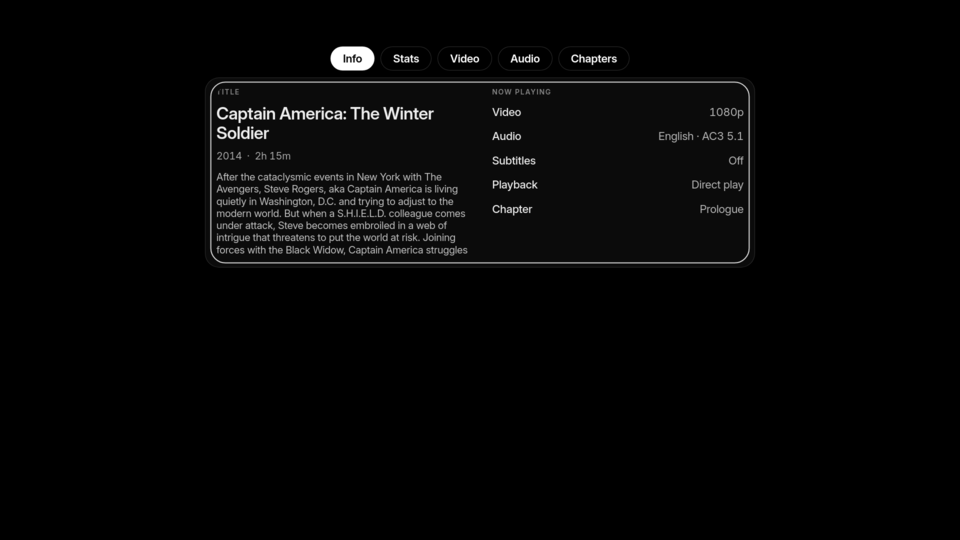 Info Stats Video Audio Chapters
TITLE
Captain America: The Winter
Soldier
2014 · 2h 15m
After the cataclysmic events in New York with The
Avengers, Steve Rogers, aka Captain America is living
quietly in Washington, D.C. and trying to adjust to the
modern world. But when a S.H.I.E.L.D. colleague comes
under attack, Steve becomes embroiled in a web of
intrigue that threatens to put the world at risk. Joining
forces with the Black Widow, Captain America struggles
NOW PLAYING
Video 1080p
Audio English · AC3 5.1
Subtitles Off
Playback Direct play
Chapter Prologue